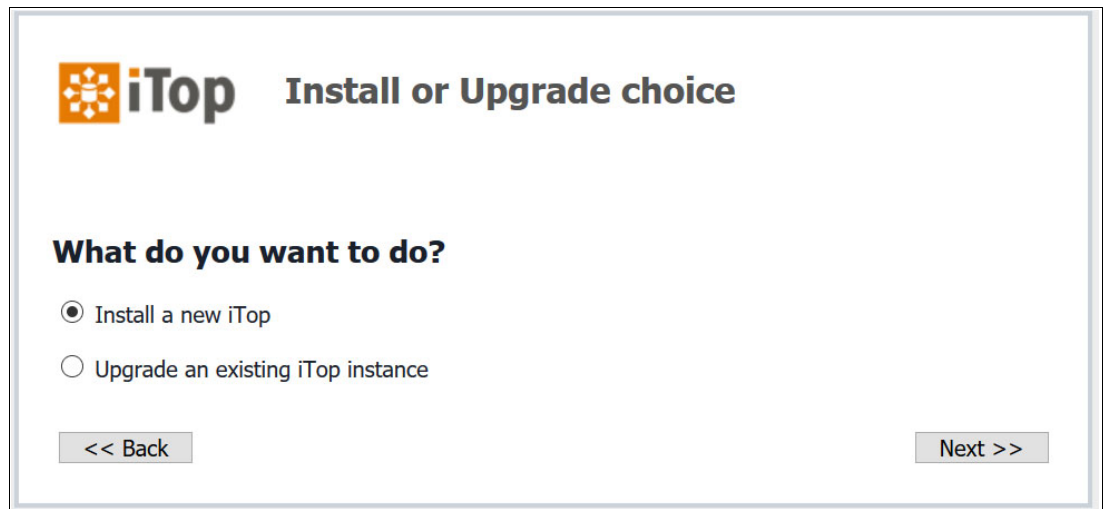 iTop Install or Upgrade choice
What do you want to do?
Install a new iTop
Upgrade an existing iTop instance
<< Back Next >>